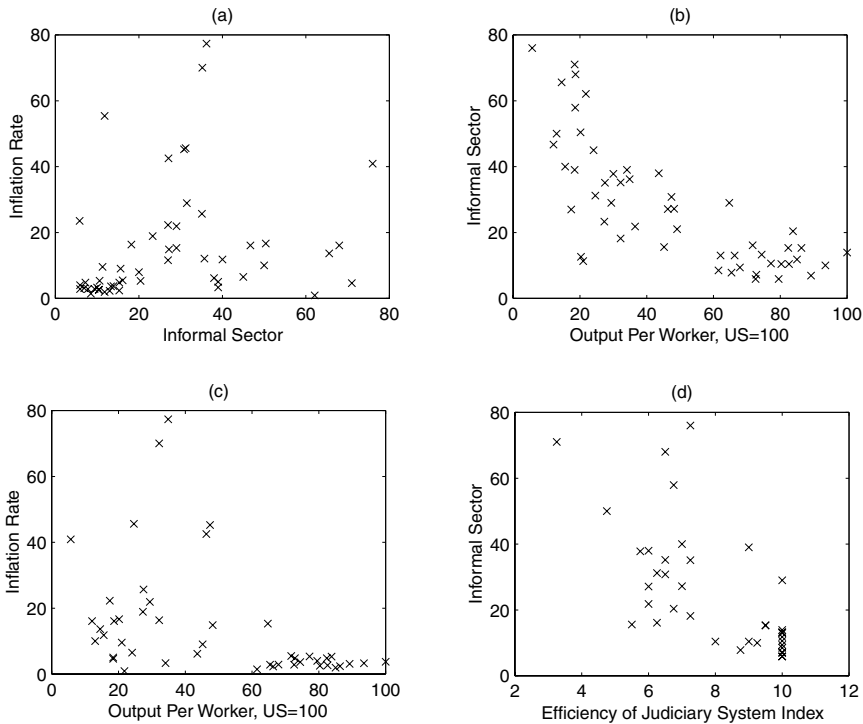 (a)
80
60
40
20
0
Inflation Rate
0 20 40 60 80
Informal Sector
(b)
80
60
40
20
0
Informal Sector
0 20 40 60 80 100
Output Per Worker, US=100
(c)
80
60
40
20
0
Inflation Rate
0 20 40 60 80 100
Output Per Worker, US=100
(d)
80
60
40
20
0
Informal Sector
2 4 6 8 10 12
Efficiency of Judiciary System Index